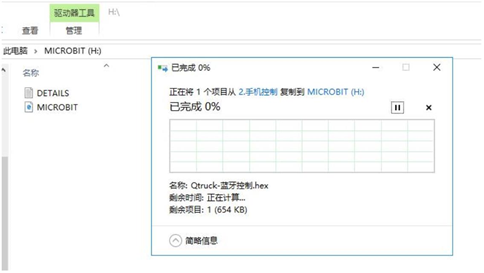 驱动器工具
H:\
查看
管理
此电脑 > MICROBIT (H:)
名称
DETAILS
MICROBIT
已完成 0%
正在将 1 个项目从 2.手机控制 复制到 MICROBIT (H:)
已完成 0%
名称: Qtruck-蓝牙控制.hex
剩余时间: 正在计算...
剩余项目: 1 (654 KB)
简略信息